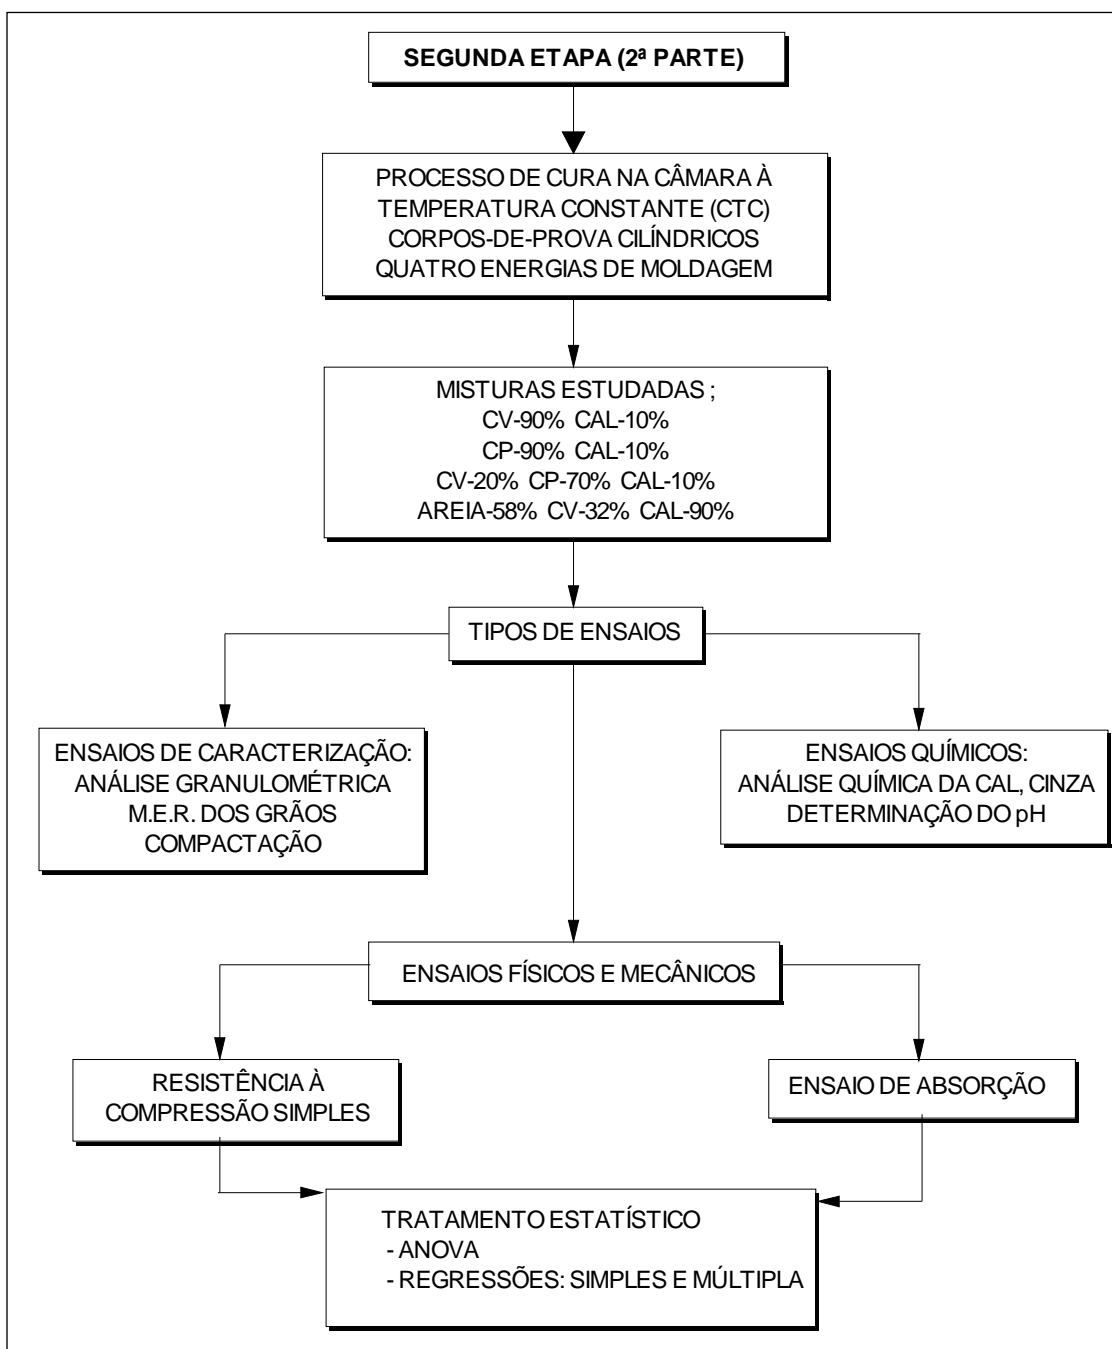 SEGUNDA ETAPA (2ª PARTE)
PROCESSO DE CURA NA CÂMARA À
TEMPERATURA CONSTANTE (CTC)
CORPOS-DE-PROVA CILÍNDRICOS
QUATRO ENERGIAS DE MOLDAGEM
MISTURAS ESTUDADAS ;
CV-90% CAL-10%
CP-90% CAL-10%
CV-20% CP-70% CAL-10%
AREIA-58% CV-32% CAL-90%
TIPOS DE ENSAIOS
ENSAIOS DE CARACTERIZAÇÃO:
ANÁLISE GRANULOMÉTRICA
M.E.R. DOS GRÃOS
COMPACTAÇÃO
ENSAIOS QUÍMICOS:
ANÁLISE QUÍMICA DA CAL, CINZA
DETERMINAÇÃO DO pH
ENSAIOS FÍSICOS E MECÂNICOS
RESISTÊNCIA À
COMPRESSÃO SIMPLES
ENSAIO DE ABSORÇÃO
TRATAMENTO ESTATÍSTICO
- ANOVA
- REGRESSÕES: SIMPLES E MÚLTIPLA